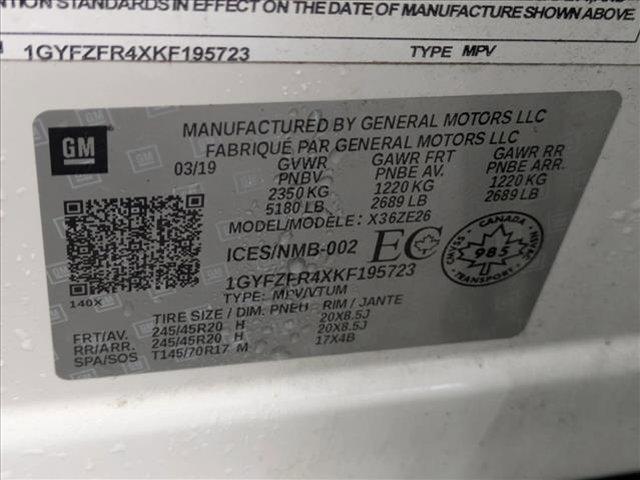 NTION STANDARDS IN EFFECT ON THE DATE OF MANUFACTURE SHOWN ABOVE
1GYFZFR4XKF195723 TYPE: MPV
GM
MANUFACTURED BY GENERAL MOTORS LLC
FABRIQUÉ PAR GENERAL MOTORS LLC
03/19 GVWR GAWR FRT GAWR RR
PNBV PNBE AV. PNBE ARR.
2350 KG 1220 KG 1220 KG
5180 LB 2689 LB 2689 LB
MODEL/MODÈLE: X36ZE26
ICES/NMB-002 EC
CANADA
CMVSS NSVAC
985
TRANSPORT
1GYFZFR4XKF195723
140X
TYPE: MPV/VTUM
TIRE SIZE / DIM. PNEU RIM / JANTE
FRT/AV. 245/45R20 H 20X8.5J
RR/ARR. 245/45R20 H 20X8.5J
SPA/SOS T145/70R17 M 17X4B